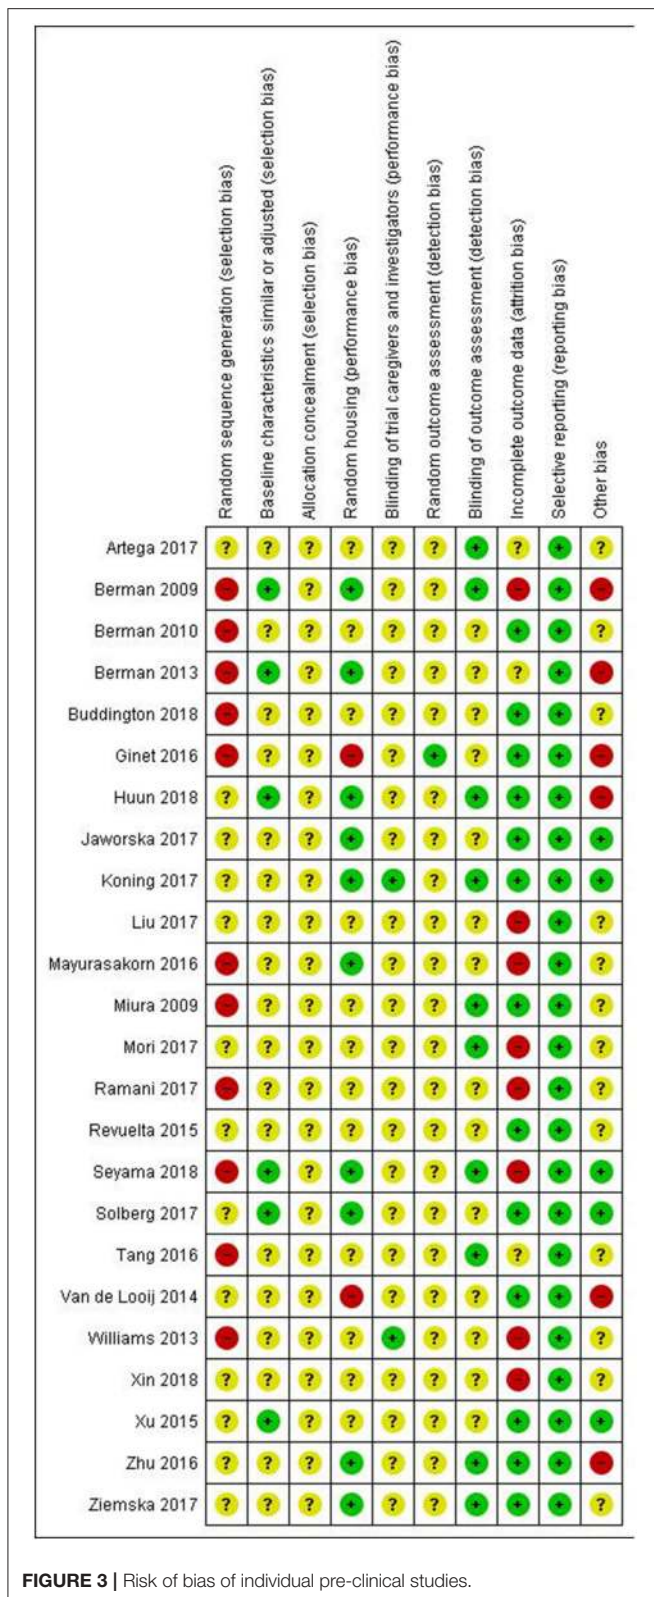 Random sequence generation (selection bias)
Baseline characteristics similar or adjusted (selection bias)
Allocation concealment (selection bias)
Random housing (performance bias)
Blinding of trial caregivers and investigators (performance bias)
Random outcome assessment (detection bias)
Blinding of outcome assessment (detection bias)
Incomplete outcome data (attrition bias)
Selective reporting (reporting bias)
Other bias
Artega 2017 ? ? ? ? ? ? + ? + ?
Berman 2009 - + ? + ? ? + - + -
Berman 2010 - ? ? ? ? ? ? + + ?
Berman 2013 - + ? + ? ? ? ? + -
Buddington 2018 - ? ? ? ? ? ? + + ?
Ginet 2016 - ? ? - ? + ? + + -
Huun 2018 ? + ? + ? ? + + + -
Jaworska 2017 ? ? ? + ? ? ? + + +
Koning 2017 ? ? ? + + ? + + + +
Liu 2017 ? ? ? ? ? ? ? - + ?
Mayurasakorn 2016 - ? ? + ? ? ? - + ?
Miura 2009 - ? ? ? ? ? + + + ?
Mori 2017 ? ? ? ? ? ? + - + ?
Ramani 2017 - ? ? ? ? ? ? - + ?
Revuelta 2015 ? ? ? ? ? ? ? + + ?
Seyama 2018 - + ? + ? ? + - + +
Solberg 2017 ? + ? + ? ? ? + + +
Tang 2016 - ? ? ? ? ? + ? + ?
Van de Looij 2014 ? ? ? - ? ? ? + + -
Williams 2013 - ? ? ? + ? ? - + ?
Xin 2018 ? ? ? ? ? ? ? - + ?
Xu 2015 ? + ? ? ? ? ? + + +
Zhu 2016 ? ? ? + ? ? + + + -
Ziemska 2017 ? ? ? + ? ? + + + ?
FIGURE 3 | Risk of bias of individual pre-clinical studies.